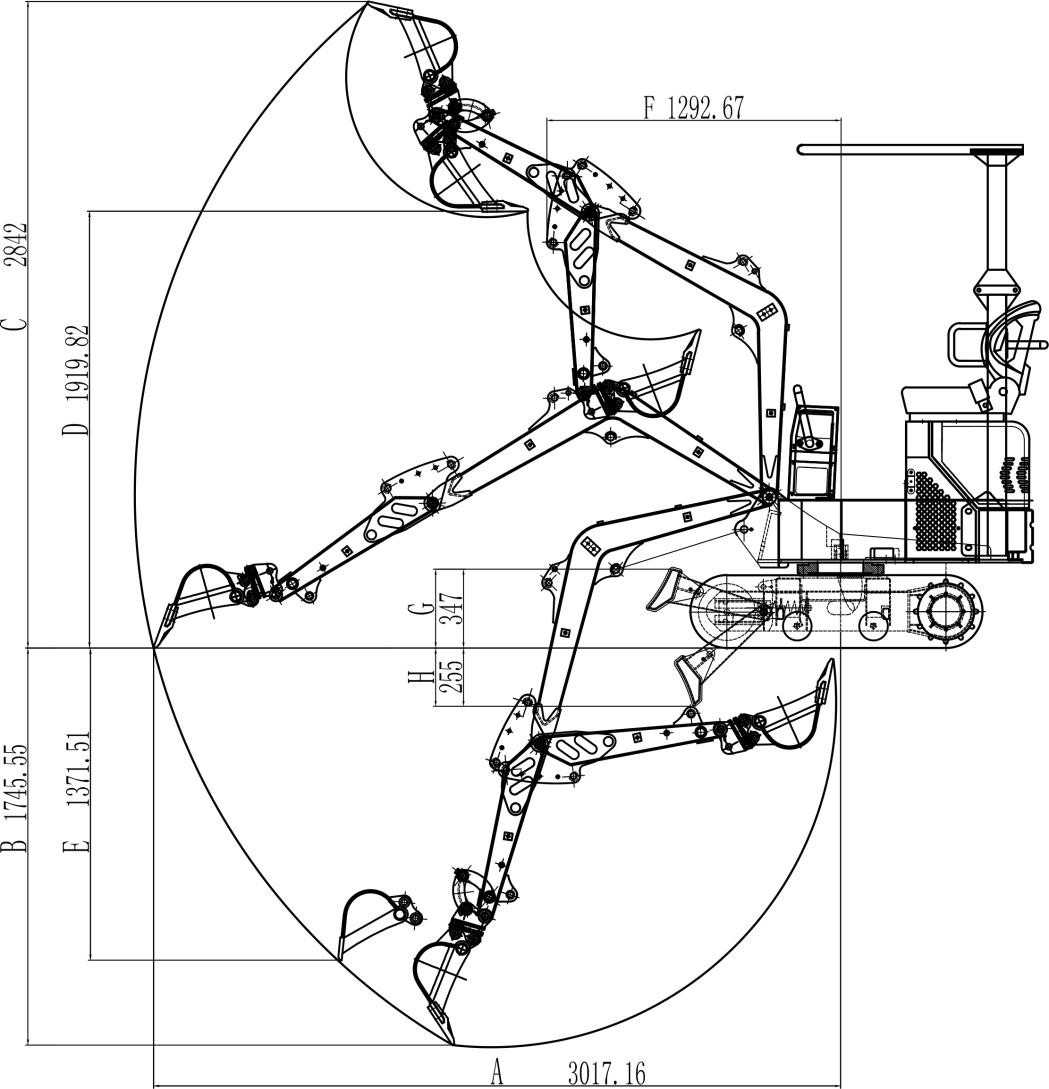 F 1292.67
C 2842
D 1919.82
G 347
H 255
B 1745.55
E 1371.51
A 3017.16